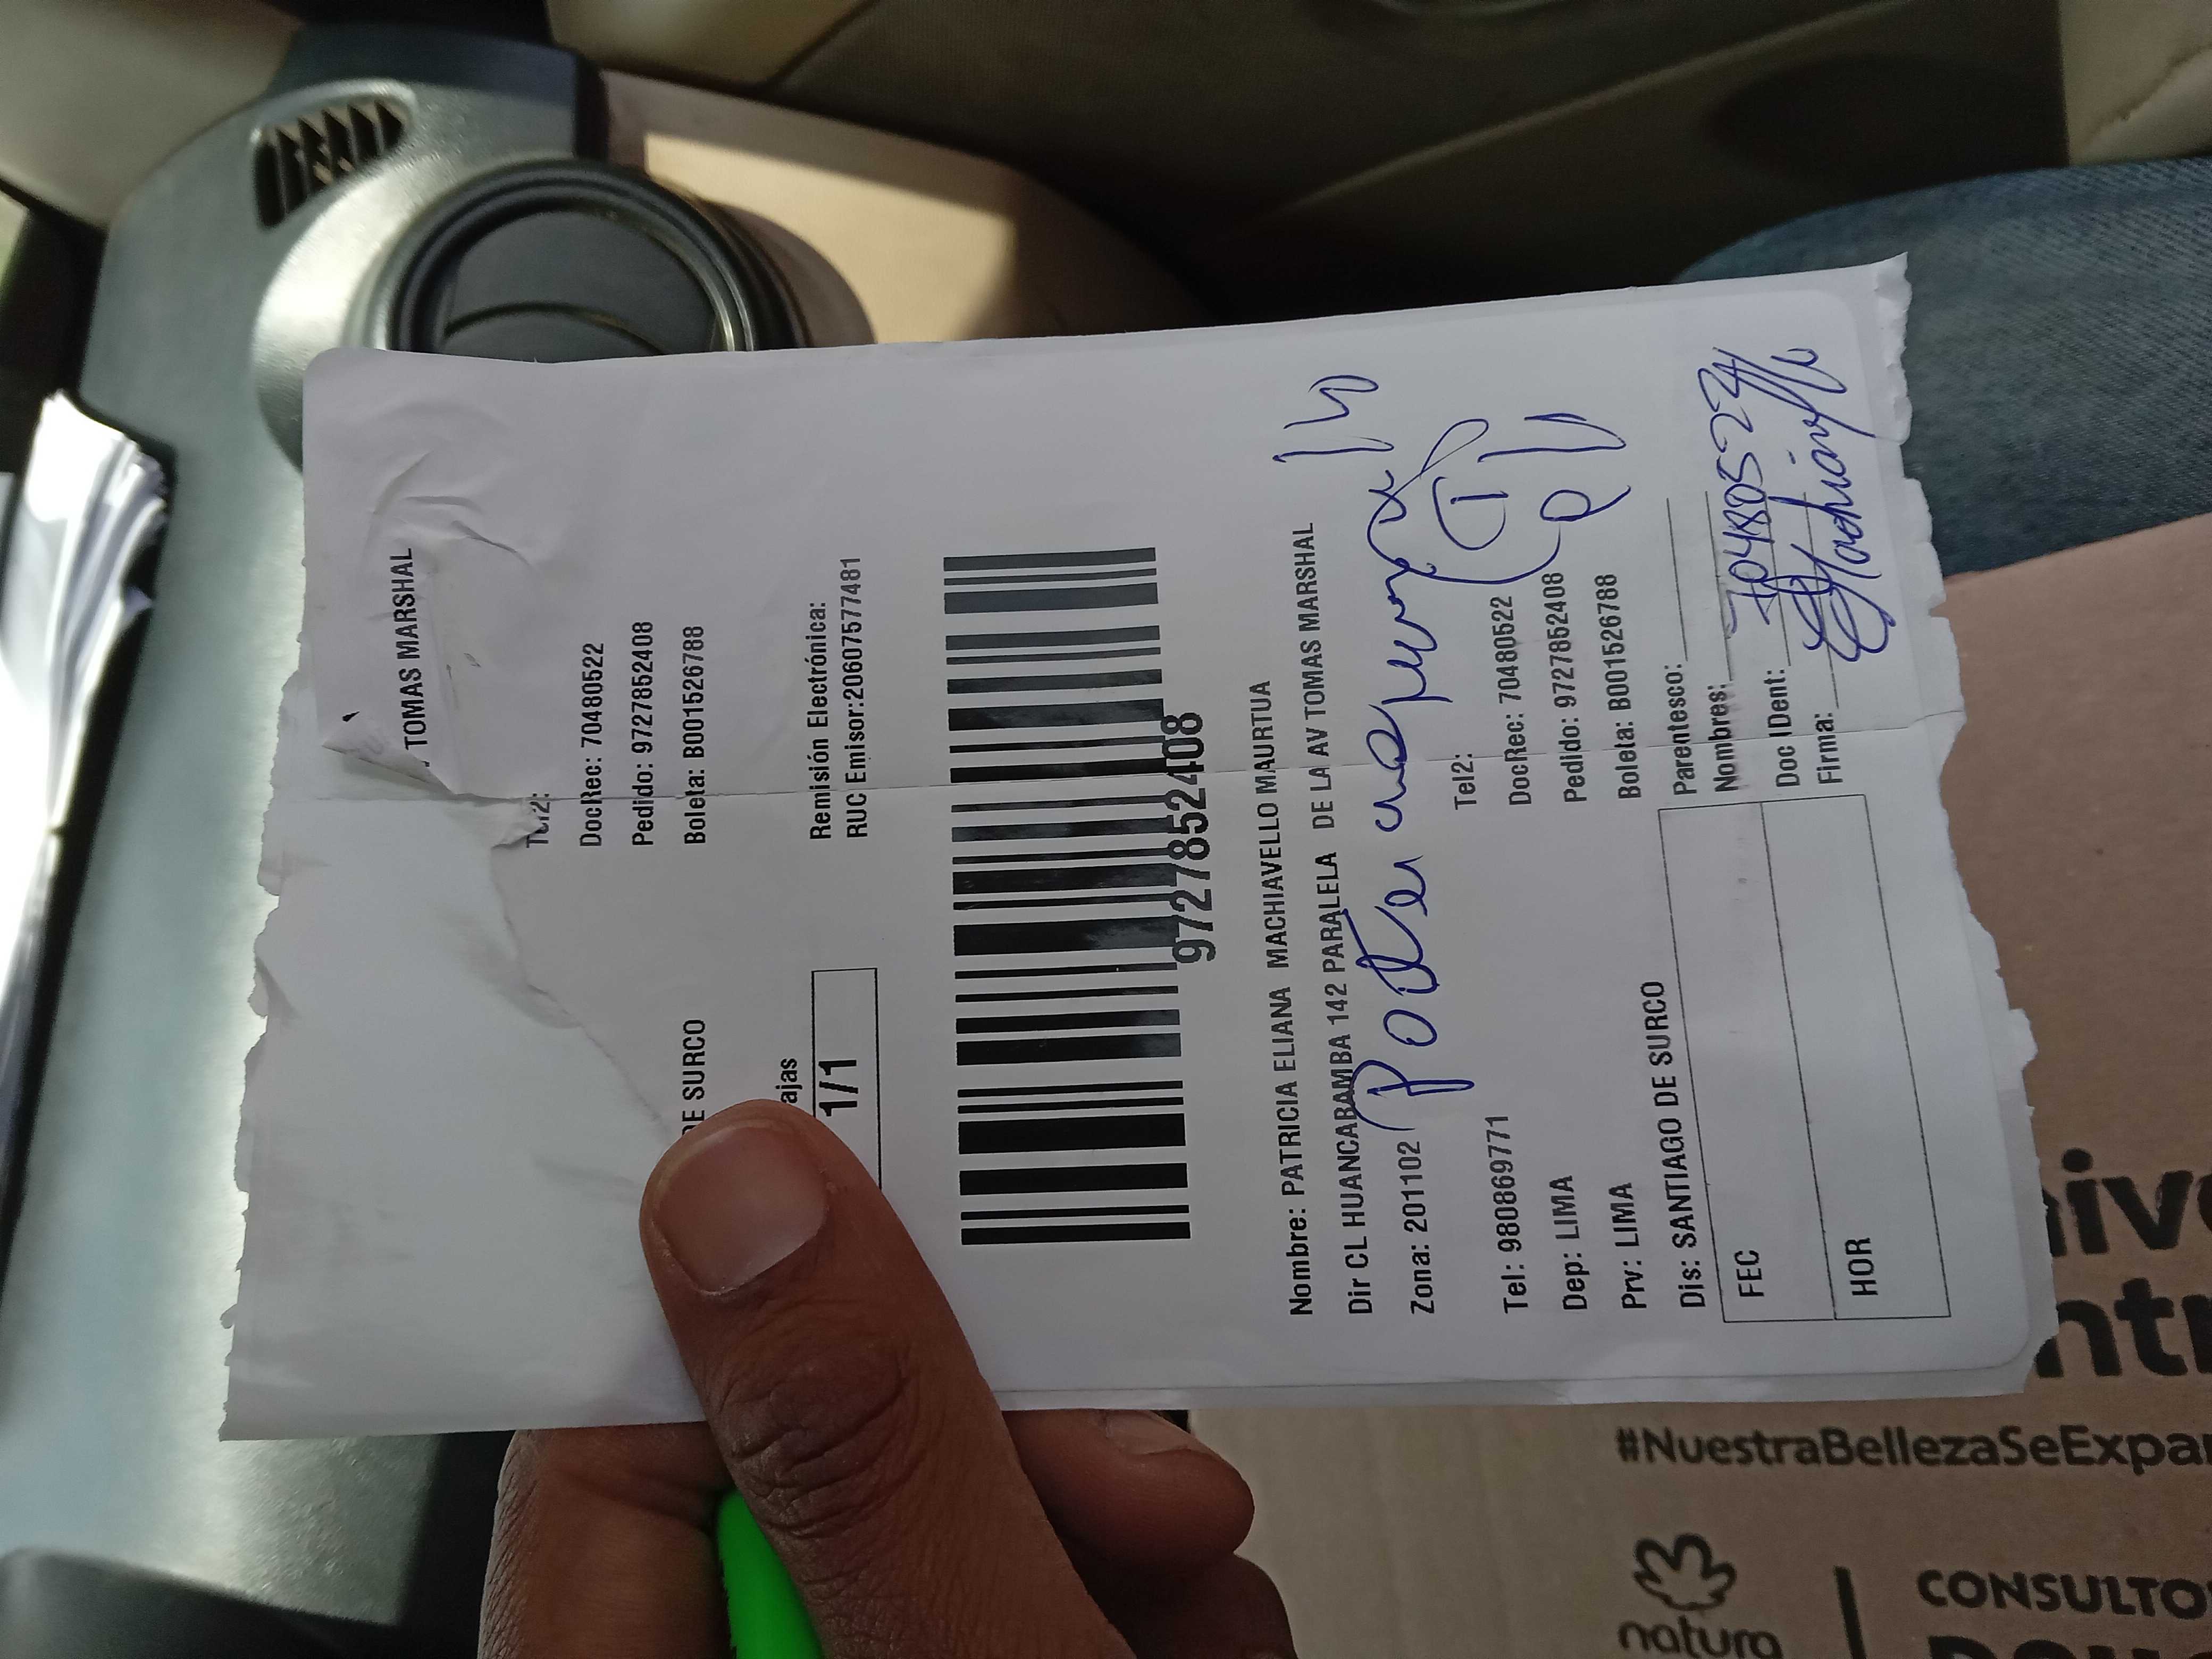 TOMAS MARSHAL
Tel2:
DocRec: 70480522
Pedido: 9727852408
DE SURCO
Boleta: B001526788
ajas
1/1
Remisión Electrónica:
RUC Emisor:20607577481
9727852408
Nombre: PATRICIA ELIANA MACHIAVELLO MAURTUA
Dir CL HUANCABAMBA 142 PARALELA DE LA AV TOMAS MARSHAL
Zona: 2011102
Tel: 980869771
Tel2:
Dep: LIMA
DocRec: 70480522
Prv: LIMA
Pedido: 9727852408
Dis: SANTIAGO DE SURCO
Boleta: B001526788
FEC
HOR
Parentesco:
Nombres:
Doc IDent:
Firma:
#NuestraBellezaSeExpa
natura
CONSULTO